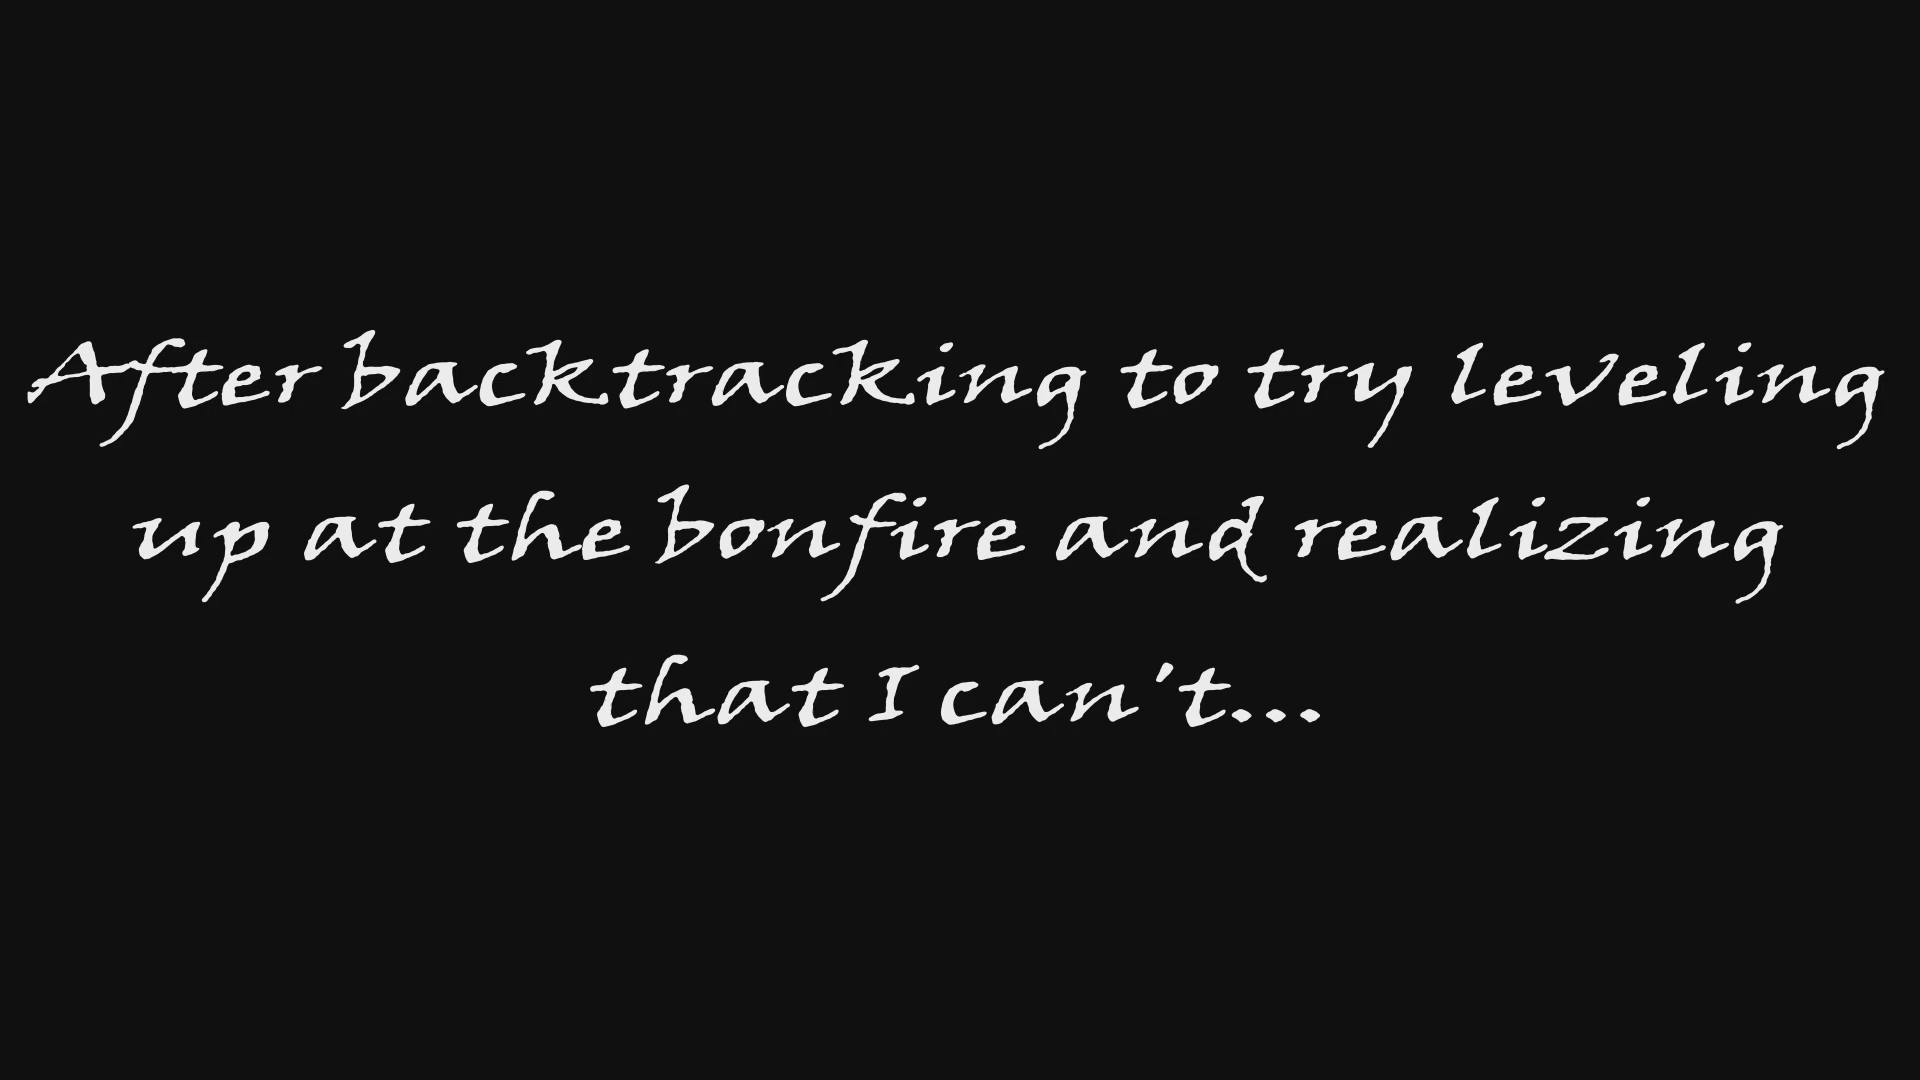 After backtracking to try leveling
up at the bonfire and realizing
that I can't...